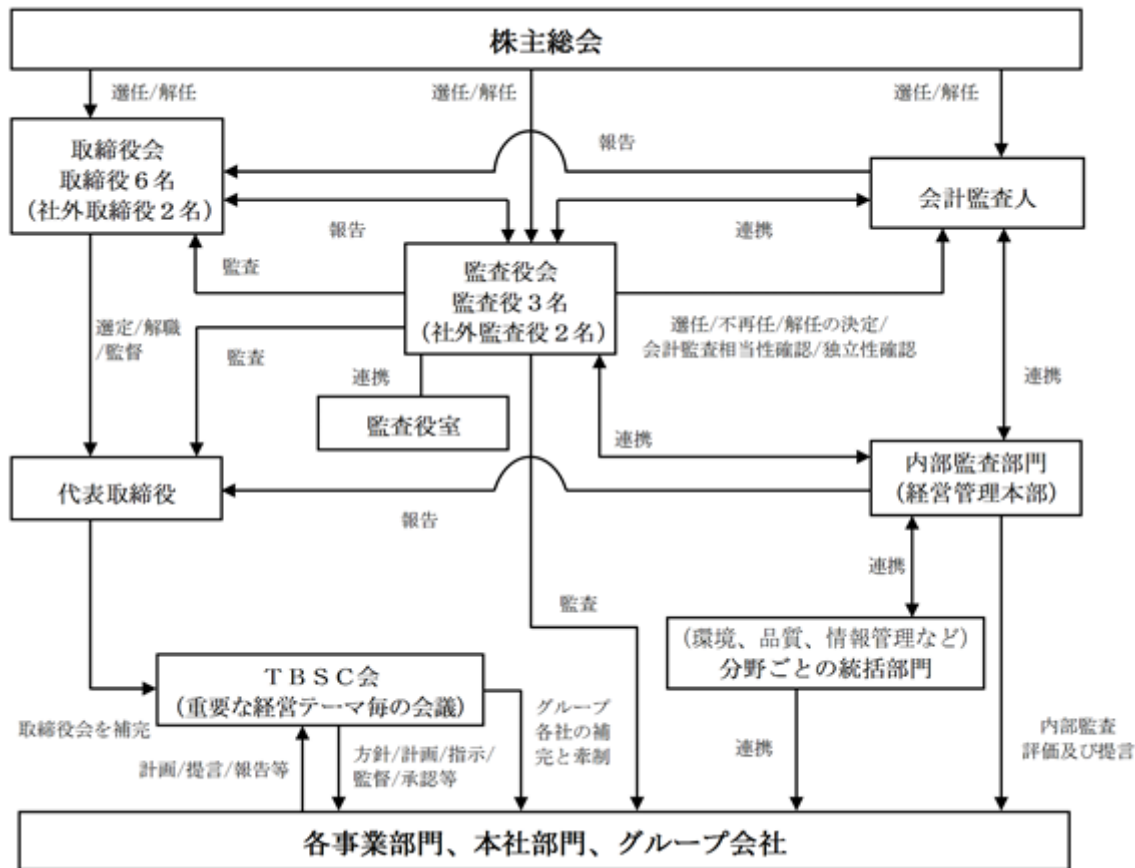 株主総会
選任/解任
選任/解任
選任/解任
取締役会
取締役6名
(社外取締役2名)
報告
会計監査人
報告
連携
監査
監査役会
監査役3名
(社外監査役2名)
選定/解職
/監督
監査
選任/不再任/解任の決定/
会計監査相当性確認/独立性確認
連携
連携
監査役室
連携
代表取締役
内部監査部門
(経営管理本部)
報告
連携
監査
(環境、品質、情報管理など)
分野ごとの統括部門
TBSC会
(重要な経営テーマ毎の会議)
取締役会を補完
グループ
各社の補
完と牽制
計画/提言/報告等
方針/計画/指示/
監督/承認等
連携
内部監査
評価及び提言
各事業部門、本社部門、グループ会社